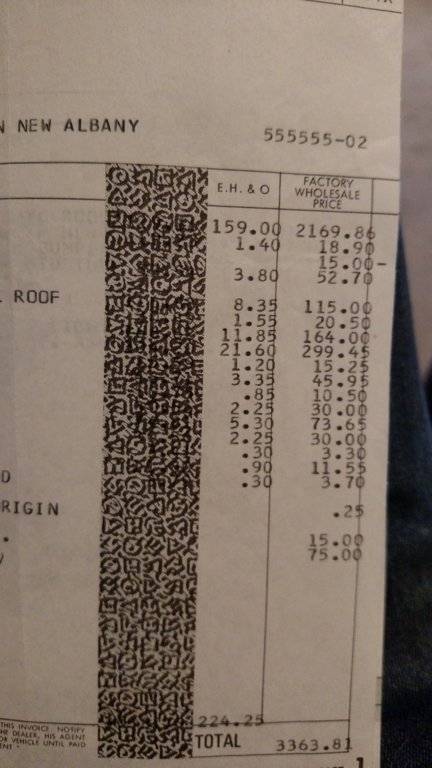 N NEW ALBANY 555555-02
E.H. & O FACTORY
WHOLESALE
PRICE
159.00 2169.86
1.40 18.90
15.00-
3.80 52.70
ROOF 8.35 115.00
1.55 20.50
11.85 164.00
21.60 299.45
1.20 15.25
3.35 45.95
.85 10.50
2.25 30.00
5.30 73.65
2.25 30.00
.30 3.30
.90 11.55
D .30 3.70
RIGIN .25
15.00
75.00
224.25
THIS INVOICE NOTIFY
HE DEALER, HIS AGENT
OR VEHICLE UNTIL PAID
ENT
TOTAL 3363.81
1